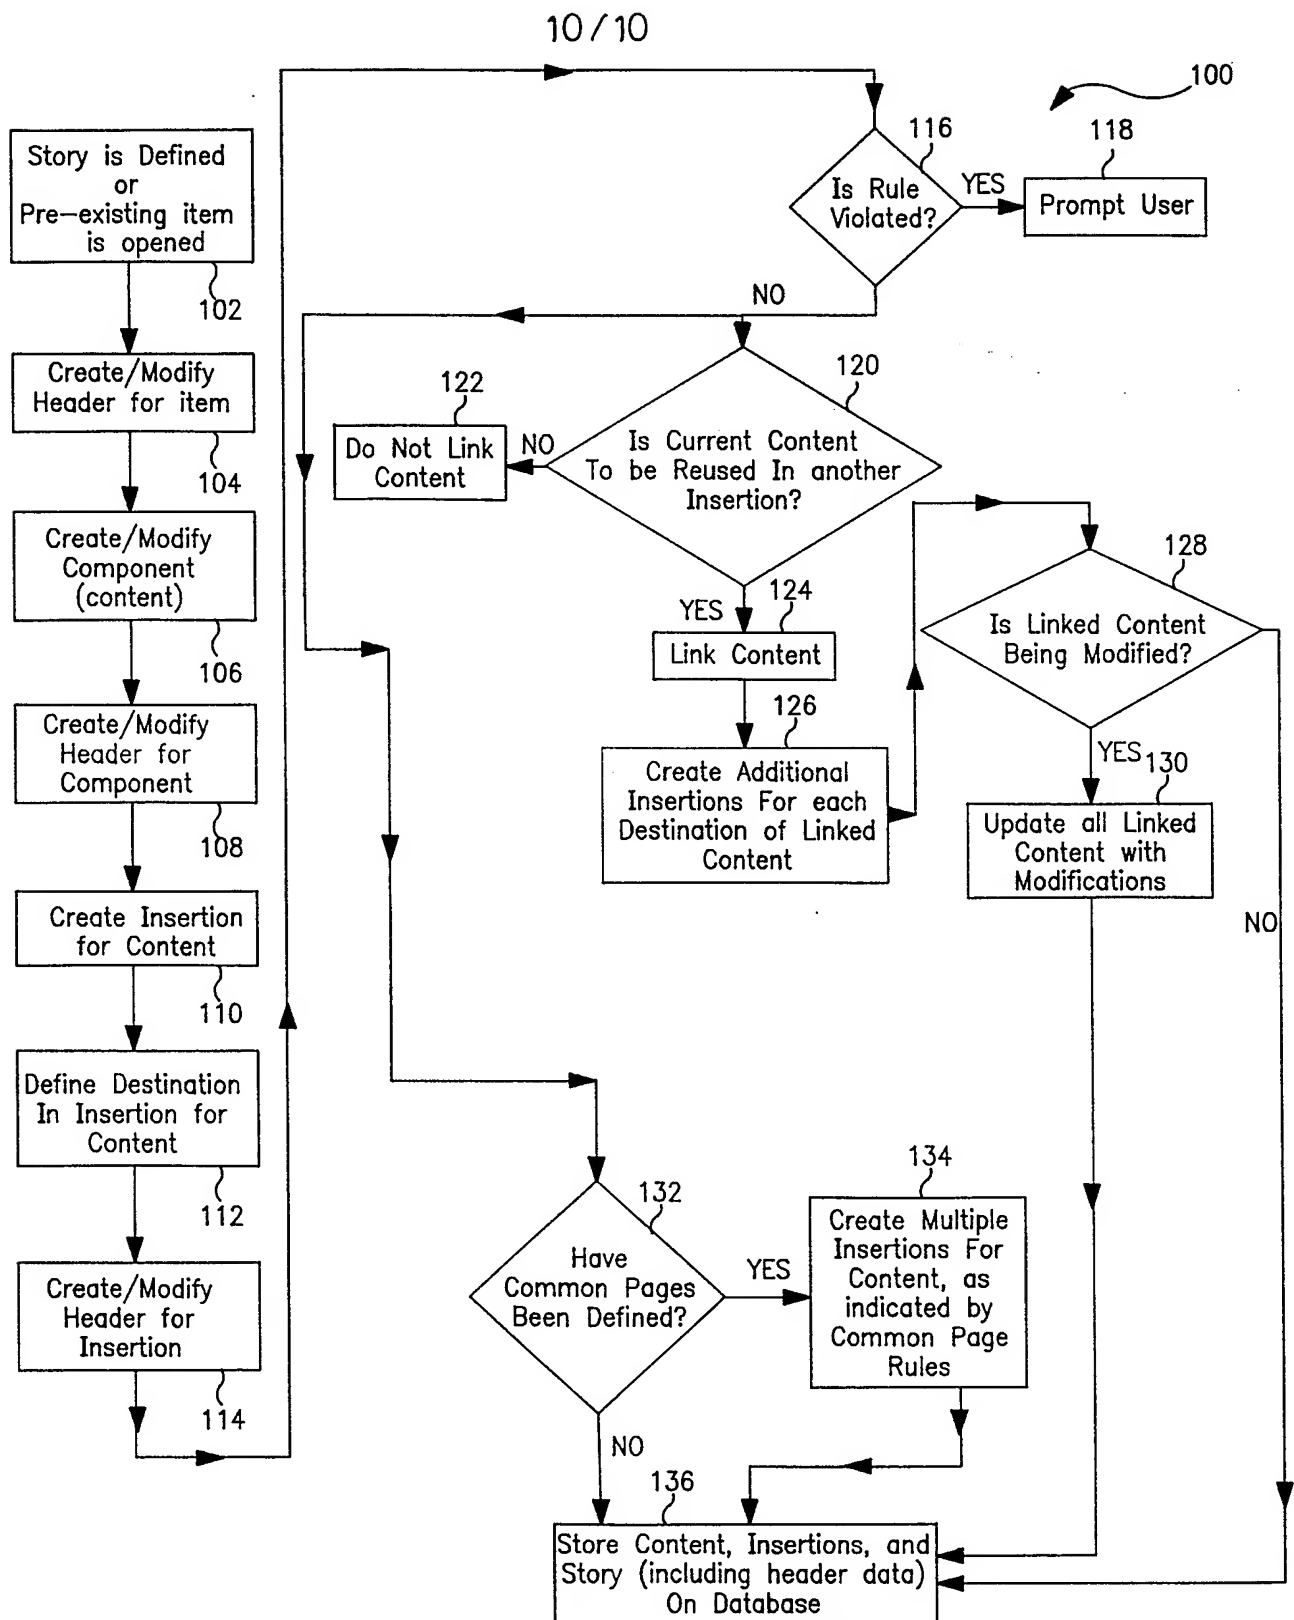 10/10
100
Story is Defined
or
Pre-existing item
is opened
102
Create/Modify
Header for item
104
Create/Modify
Component
(content)
106
Create/Modify
Header for
Component
108
Create Insertion
for Content
110
Define Destination
In Insertion for
Content
112
Create/Modify
Header for
Insertion
114
116
Is Rule
Violated?
YES
118
Prompt User
NO
120
Is Current Content
To be Reused In another
Insertion?
NO
122
Do Not Link
Content
YES
124
Link Content
126
Create Additional
Insertions For each
Destination of Linked
Content
128
Is Linked Content
Being Modified?
YES
130
Update all Linked
Content with
Modifications
NO
132
Have
Common Pages
Been Defined?
YES
134
Create Multiple
Insertions For
Content, as
indicated by
Common Page
Rules
NO
136
Store Content, Insertions, and
Story (including header data)
On Database